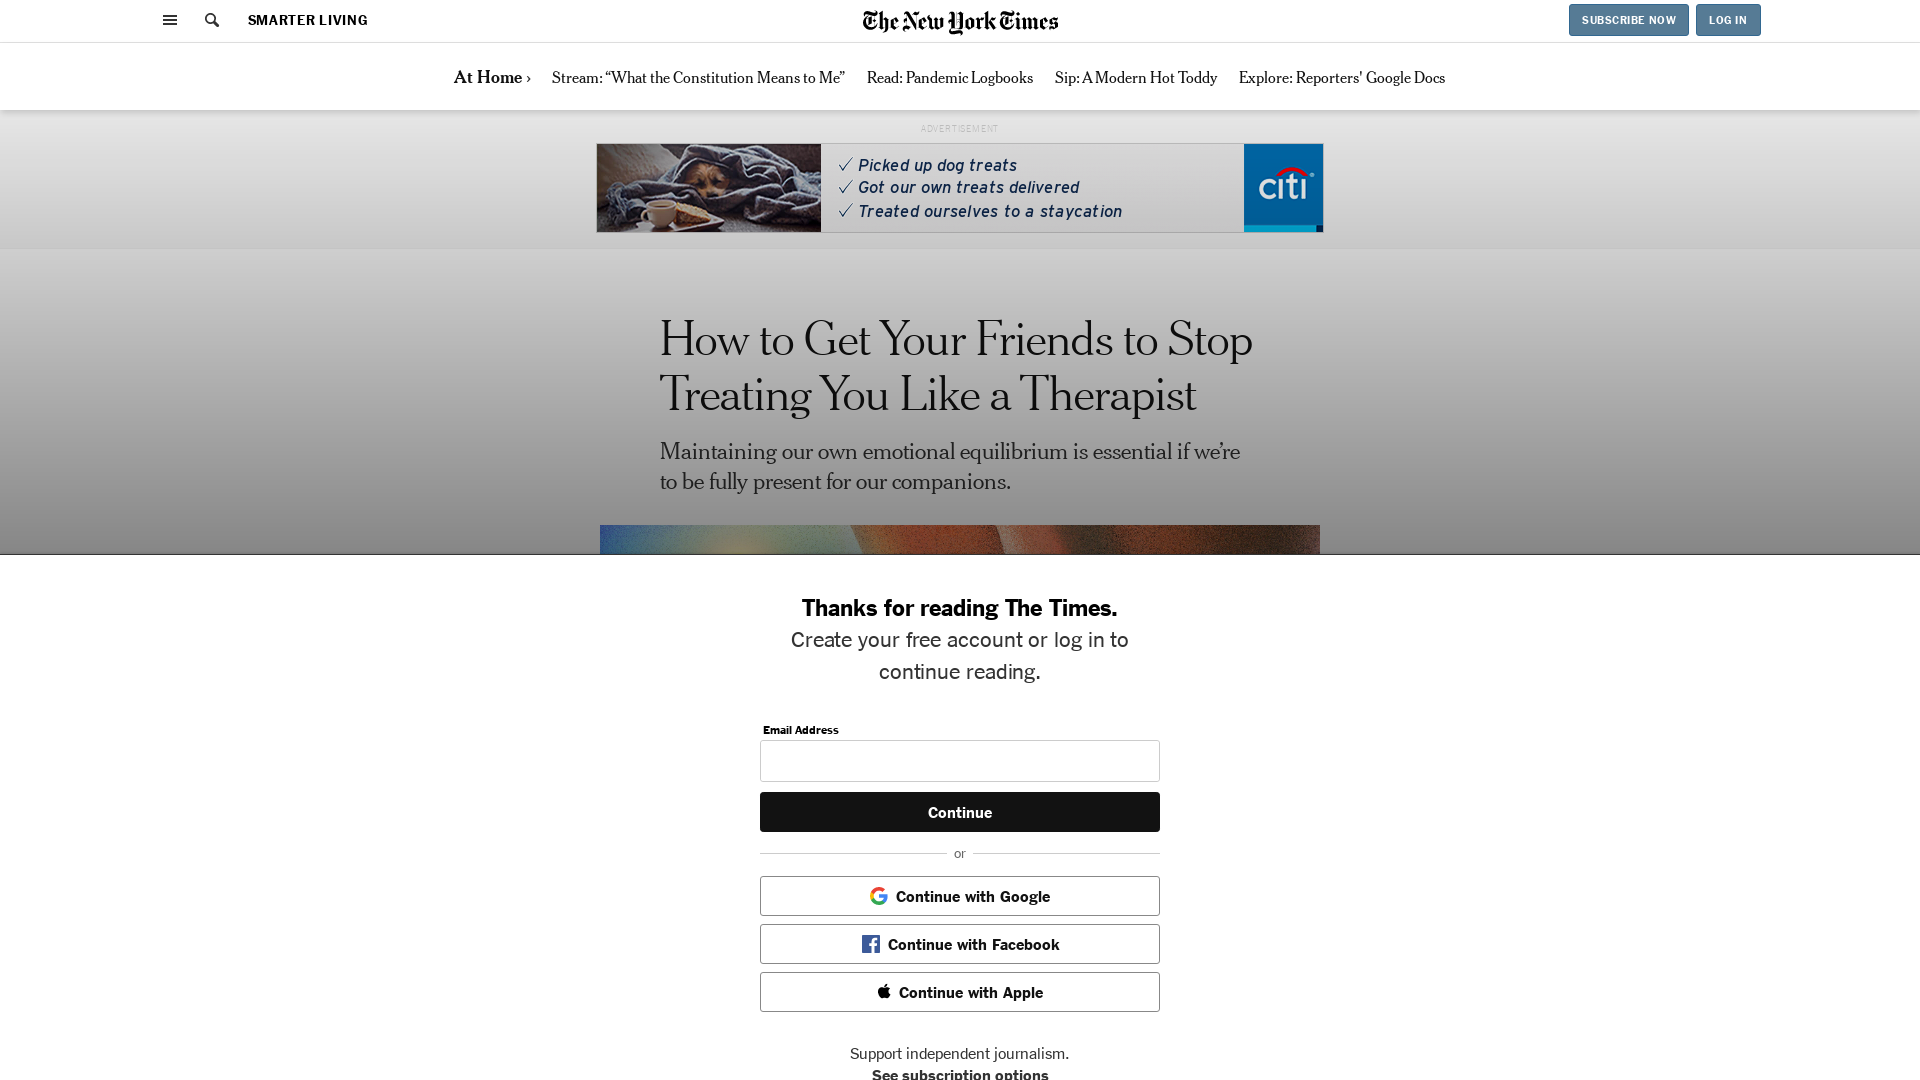 SMARTER LIVING
The New York Times
SUBSCRIBE NOW
LOG IN
At Home ›
Stream: “What the Constitution Means to Me”
Read: Pandemic Logbooks
Sip: A Modern Hot Toddy
Explore: Reporters' Google Docs
ADVERTISEMENT
✓ Picked up dog treats
✓ Got our own treats delivered
✓ Treated ourselves to a staycation
citi®
How to Get Your Friends to Stop
Treating You Like a Therapist
Maintaining our own emotional equilibrium is essential if we’re
to be fully present for our companions.
Thanks for reading The Times.
Create your free account or log in to
continue reading.
Email Address
Continue
or
Continue with Google
Continue with Facebook
Continue with Apple
Support independent journalism.
See subscription options